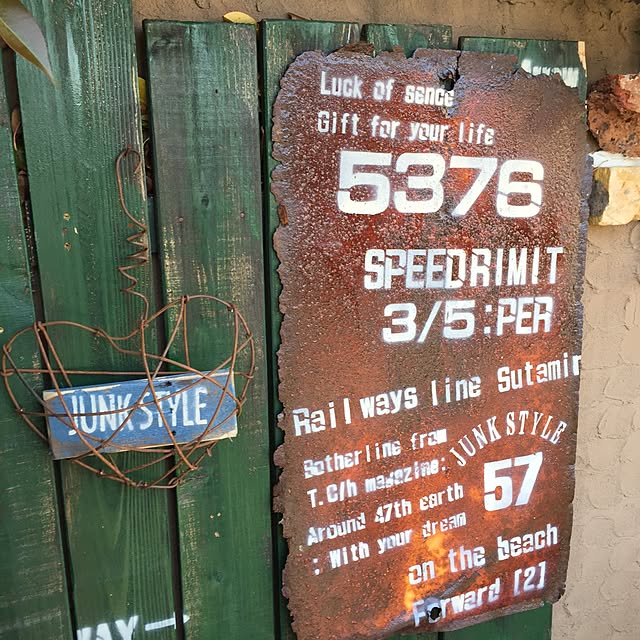 Luck of sence
Gift for your life
5376
SPEEDRIMIT
3/5:PER
Railways line Sutamin
Sotherline from
T. C/h magazine:
JUNK STYLE
57
Around 47th earth
: With your dream
on the beach
Forward [2]
JUNK STYLE